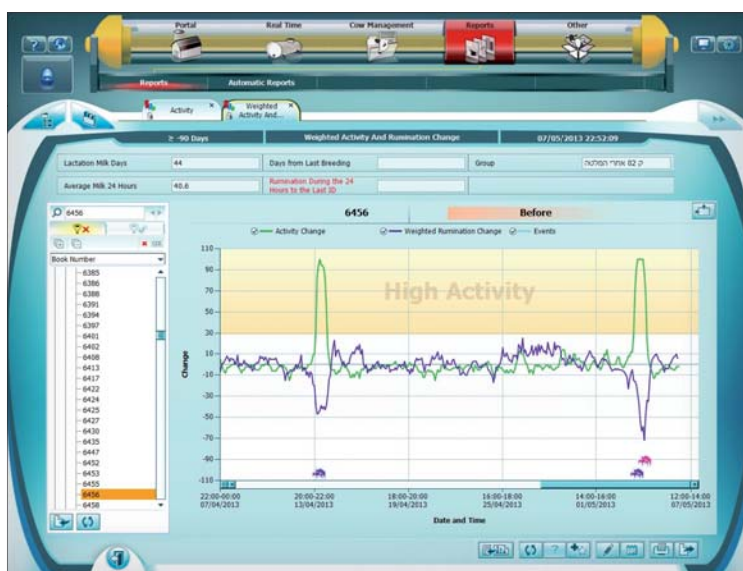 Portal Real Time Cow Management Reports Other
Reports Automatic Reports
Activity × Weighted Activity And... ×
≥ -90 Days Weighted Activity And Rumination Change 07/05/2013 22:52:09
Lactation Milk Days 44 Days from Last Breeding Group ק 02 אחרי המלטה
Average Milk 24 Hours 40.6 Rumination During the 24 Hours to the Last ID
6456
6456 Before
Activity Change Weighted Rumination Change Events
Book Number
6385
6386
6388
6391
6394
6397
6401
6402
6408
6413
6417
6422
6424
6425
6427
6430
6435
6447
6452
6453
6455
6456
6458
High Activity
Change
110
90
70
50
30
10
-10
-30
-50
-70
-90
-110
22:00-00:00 20:00-22:00 18:00-20:00 16:00-18:00 14:00-16:00 12:00-14:00
07/04/2013 13/04/2013 19/04/2013 25/04/2013 01/05/2013 07/05/2013
Date and Time